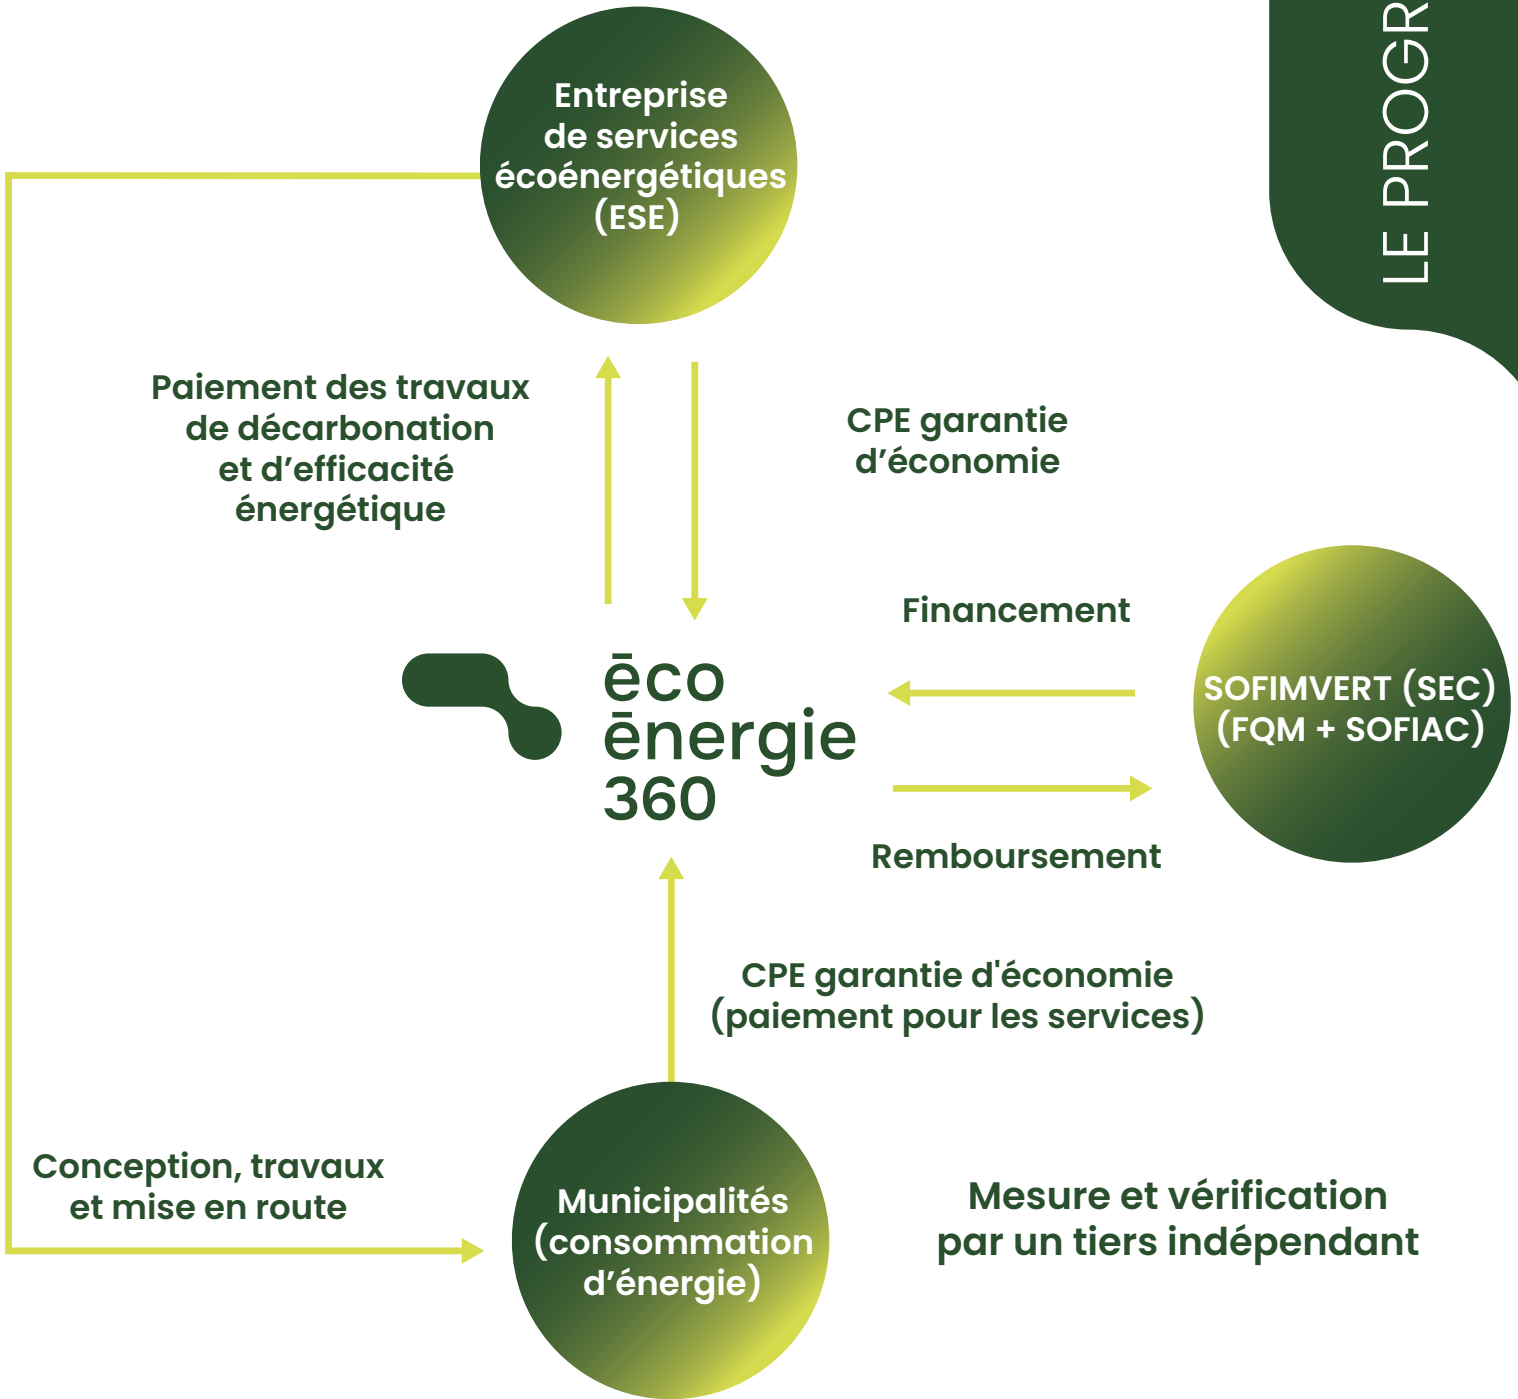 Entreprise
de services
écoénergétiques
(ESE)
LE PROGR
Paiement des travaux
de décarbonation
et d’efficacité
énergétique
CPE garantie
d’économie
Financement
SOFIMVERT (SEC)
(FQM + SOFIAC)
ēco
ēnergie
360
Remboursement
CPE garantie d'économie
(paiement pour les services)
Conception, travaux
et mise en route
Municipalités
(consommation
d’énergie)
Mesure et vérification
par un tiers indépendant